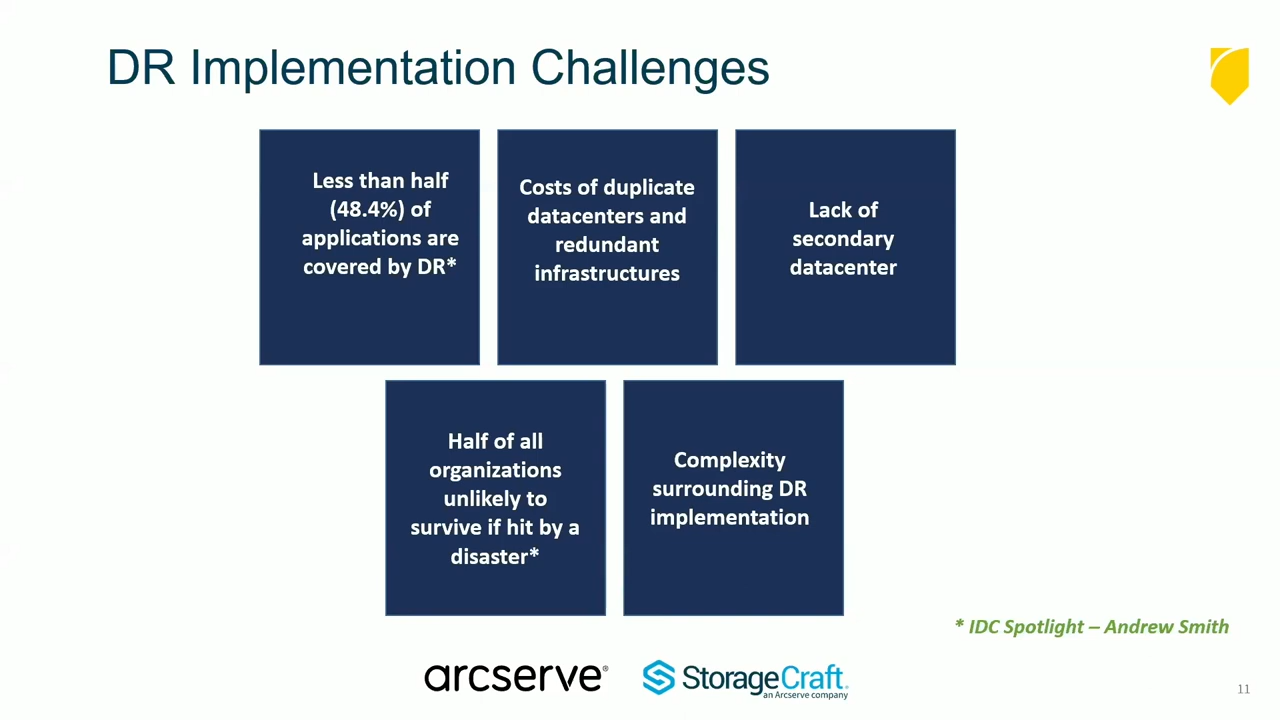 DR Implementation Challenges
Less than half
(48.4%) of
applications are
covered by DR*
Costs of duplicate
datacenters and
redundant
infrastructures
Lack of
secondary
datacenter
Half of all
organizations
unlikely to
survive if hit by a
disaster*
Complexity
surrounding DR
implementation
* IDC Spotlight – Andrew Smith
arcserve®
StorageCraft®
an Arcserve company
11